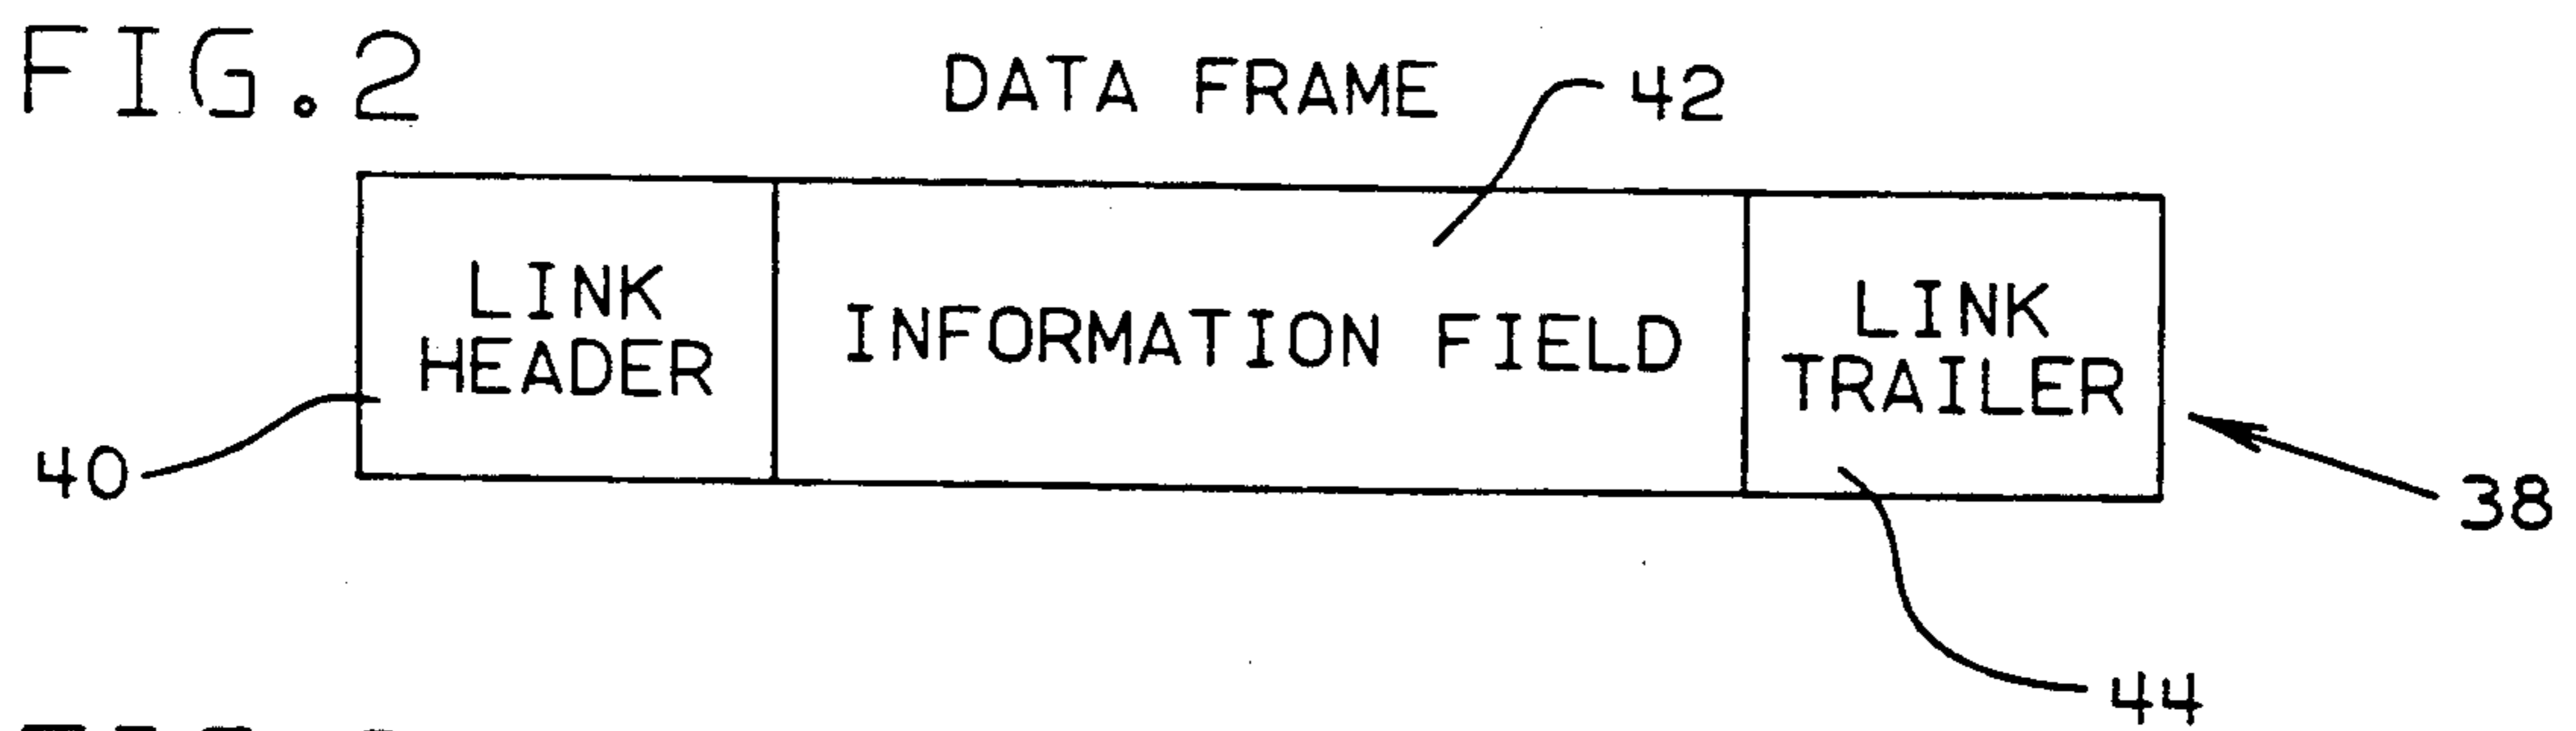 FIG.2
DATA FRAME
42
LINK
HEADER
INFORMATION FIELD
LINK
TRAILER
40
38
44